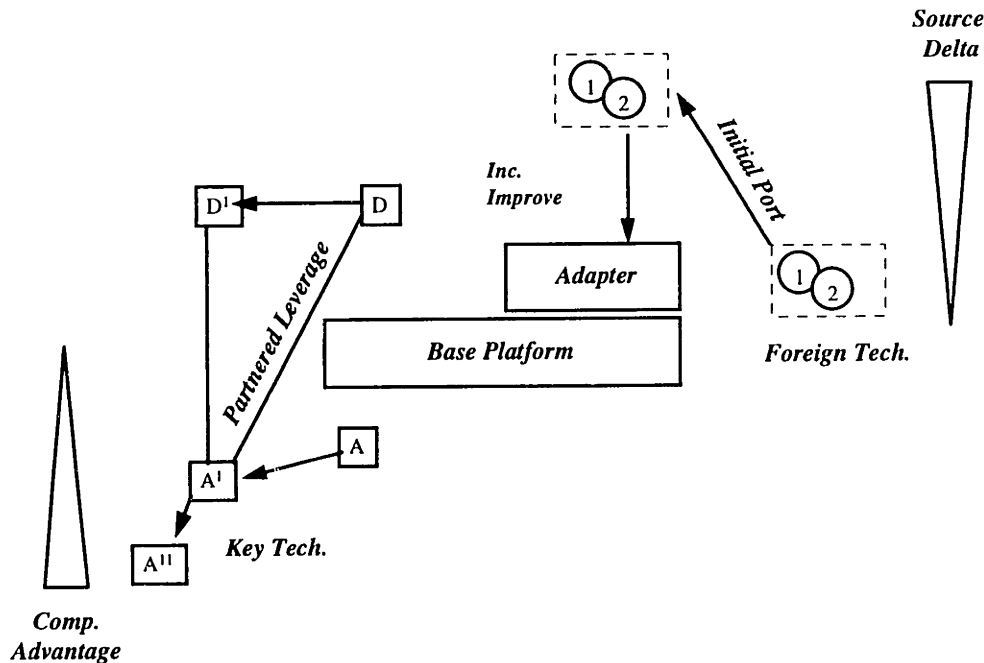 Source
Delta
1
2
Initial Port
Inc.
Improve
D¹
D
Partnered Leverage
Adapter
1
2
Base Platform
Foreign Tech.
A
A¹
Key Tech.
A¹¹
Comp.
Advantage